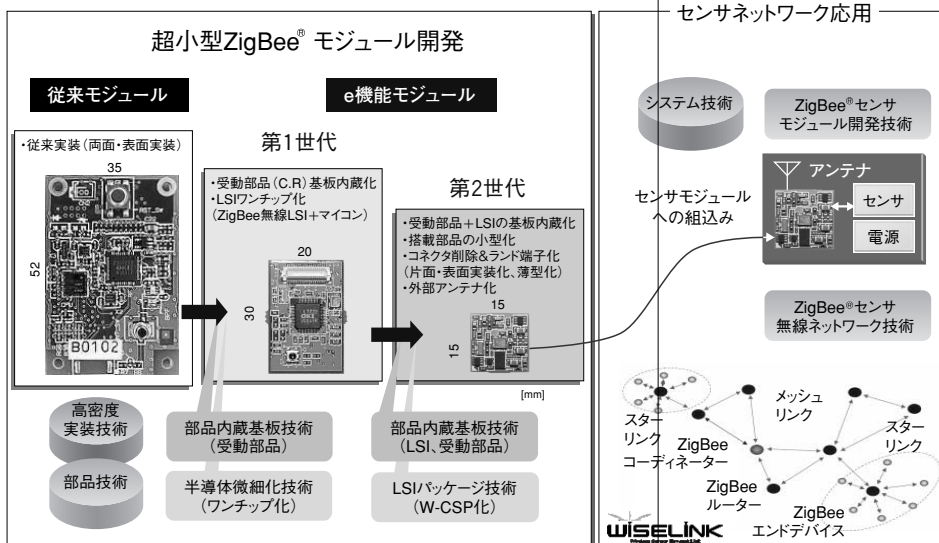 超小型ZigBee® モジュール開発
従来モジュール
e機能モジュール
・従来実装(両面・表面実装)
35
52
B0102
第1世代
・受動部品(C.R)基板内蔵化
・LSIワンチップ化
(ZigBee無線LSI+マイコン)
20
30
第2世代
・受動部品+LSIの基板内蔵化
・搭載部品の小型化
・コネクタ削除&ランド端子化
(片面・表面実装化、薄型化)
・外部アンテナ化
15
15
[mm]
高密度
実装技術
部品技術
部品内蔵基板技術
(受動部品)
半導体微細化技術
(ワンチップ化)
部品内蔵基板技術
(LSI、受動部品)
LSIパッケージ技術
(W-CSP化)
センサネットワーク応用
システム技術
ZigBee®センサ
モジュール開発技術
センサモジュール
への組込み
アンテナ
センサ
電源
ZigBee®センサ
無線ネットワーク技術
スター
リンク
メッシュ
リンク
スター
リンク
ZigBee
コーディネーター
ZigBee
ルーター
ZigBee
エンドデバイス
WISELINK